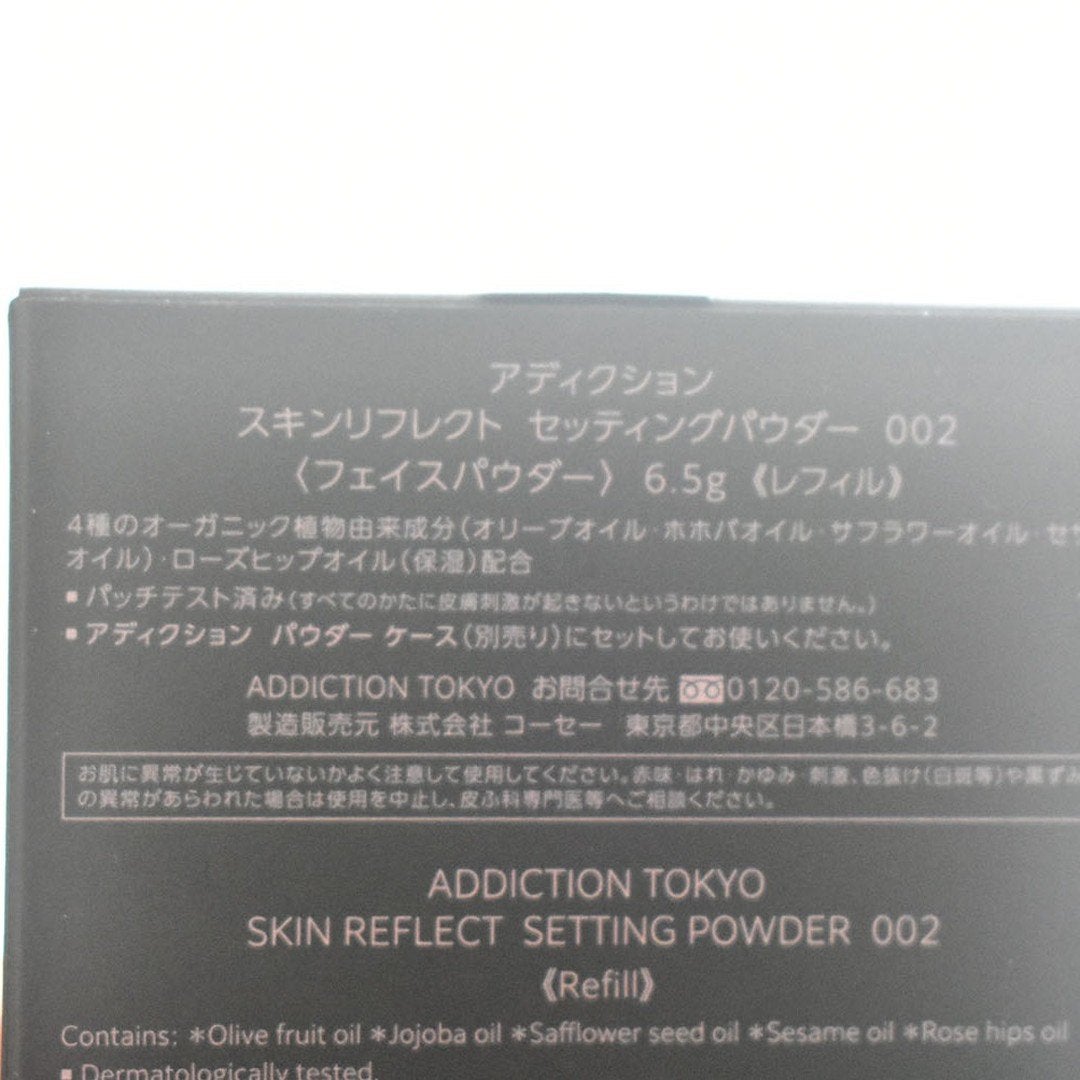 アディクション
スキンリフレクト セッティングパウダー 002
〈フェイスパウダー〉 6.5g 《レフィル》
4種のオーガニック植物由来成分(オリーブオイル・ホホバオイル・サフラワーオイル・セサ
オイル)・ローズヒップオイル(保湿)配合
▪パッチテスト済み(すべてのかたに皮膚刺激が起きないというわけではありません。)
▪アディクション パウダー ケース(別売り)にセットしてお使いください。
ADDICTION TOKYO お問合せ先 0120-586-683
製造販売元 株式会社 コーセー 東京都中央区日本橋3-6-2
お肌に異常が生じていないかよく注意して使用してください。赤味・はれ・かゆみ・刺激、色抜け(白斑等)や黒ずみ
の異常があらわれた場合は使用を中止し、皮ふ科専門医等へご相談ください。
ADDICTION TOKYO
SKIN REFLECT SETTING POWDER 002
《Refill》
Contains: *Olive fruit oil *Jojoba oil *Safflower seed oil *Sesame oil *Rose hips oil
▪Dermatologically tested.